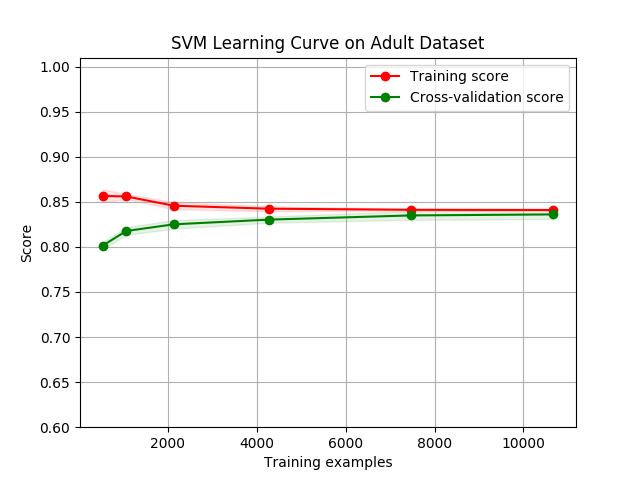 SVM Learning Curve on Adult Dataset
1.00
0.95
0.90
0.85
0.80
0.75
0.70
0.65
0.60
Score
Training score
Cross-validation score
2000 4000 6000 8000 10000
Training examples